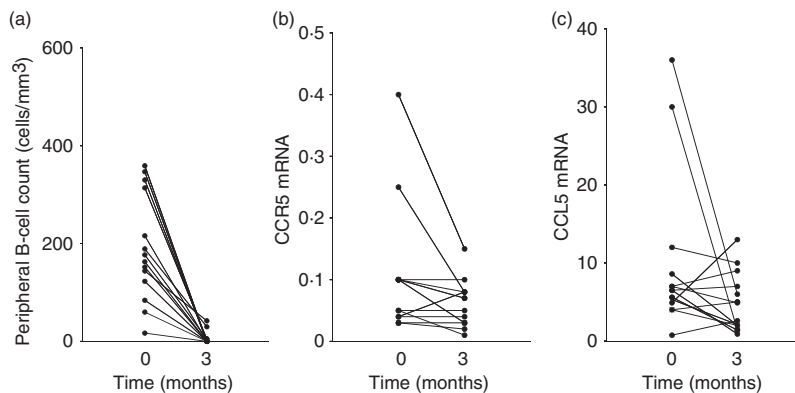 (a)
Peripheral B-cell count (cells/mm3)
600
400
200
0
0 3
Time (months)
(b)
CCR5 mRNA
0·5
0·4
0·3
0·2
0·1
0
0 3
Time (months)
(c)
CCL5 mRNA
40
30
20
10
0
0 3
Time (months)